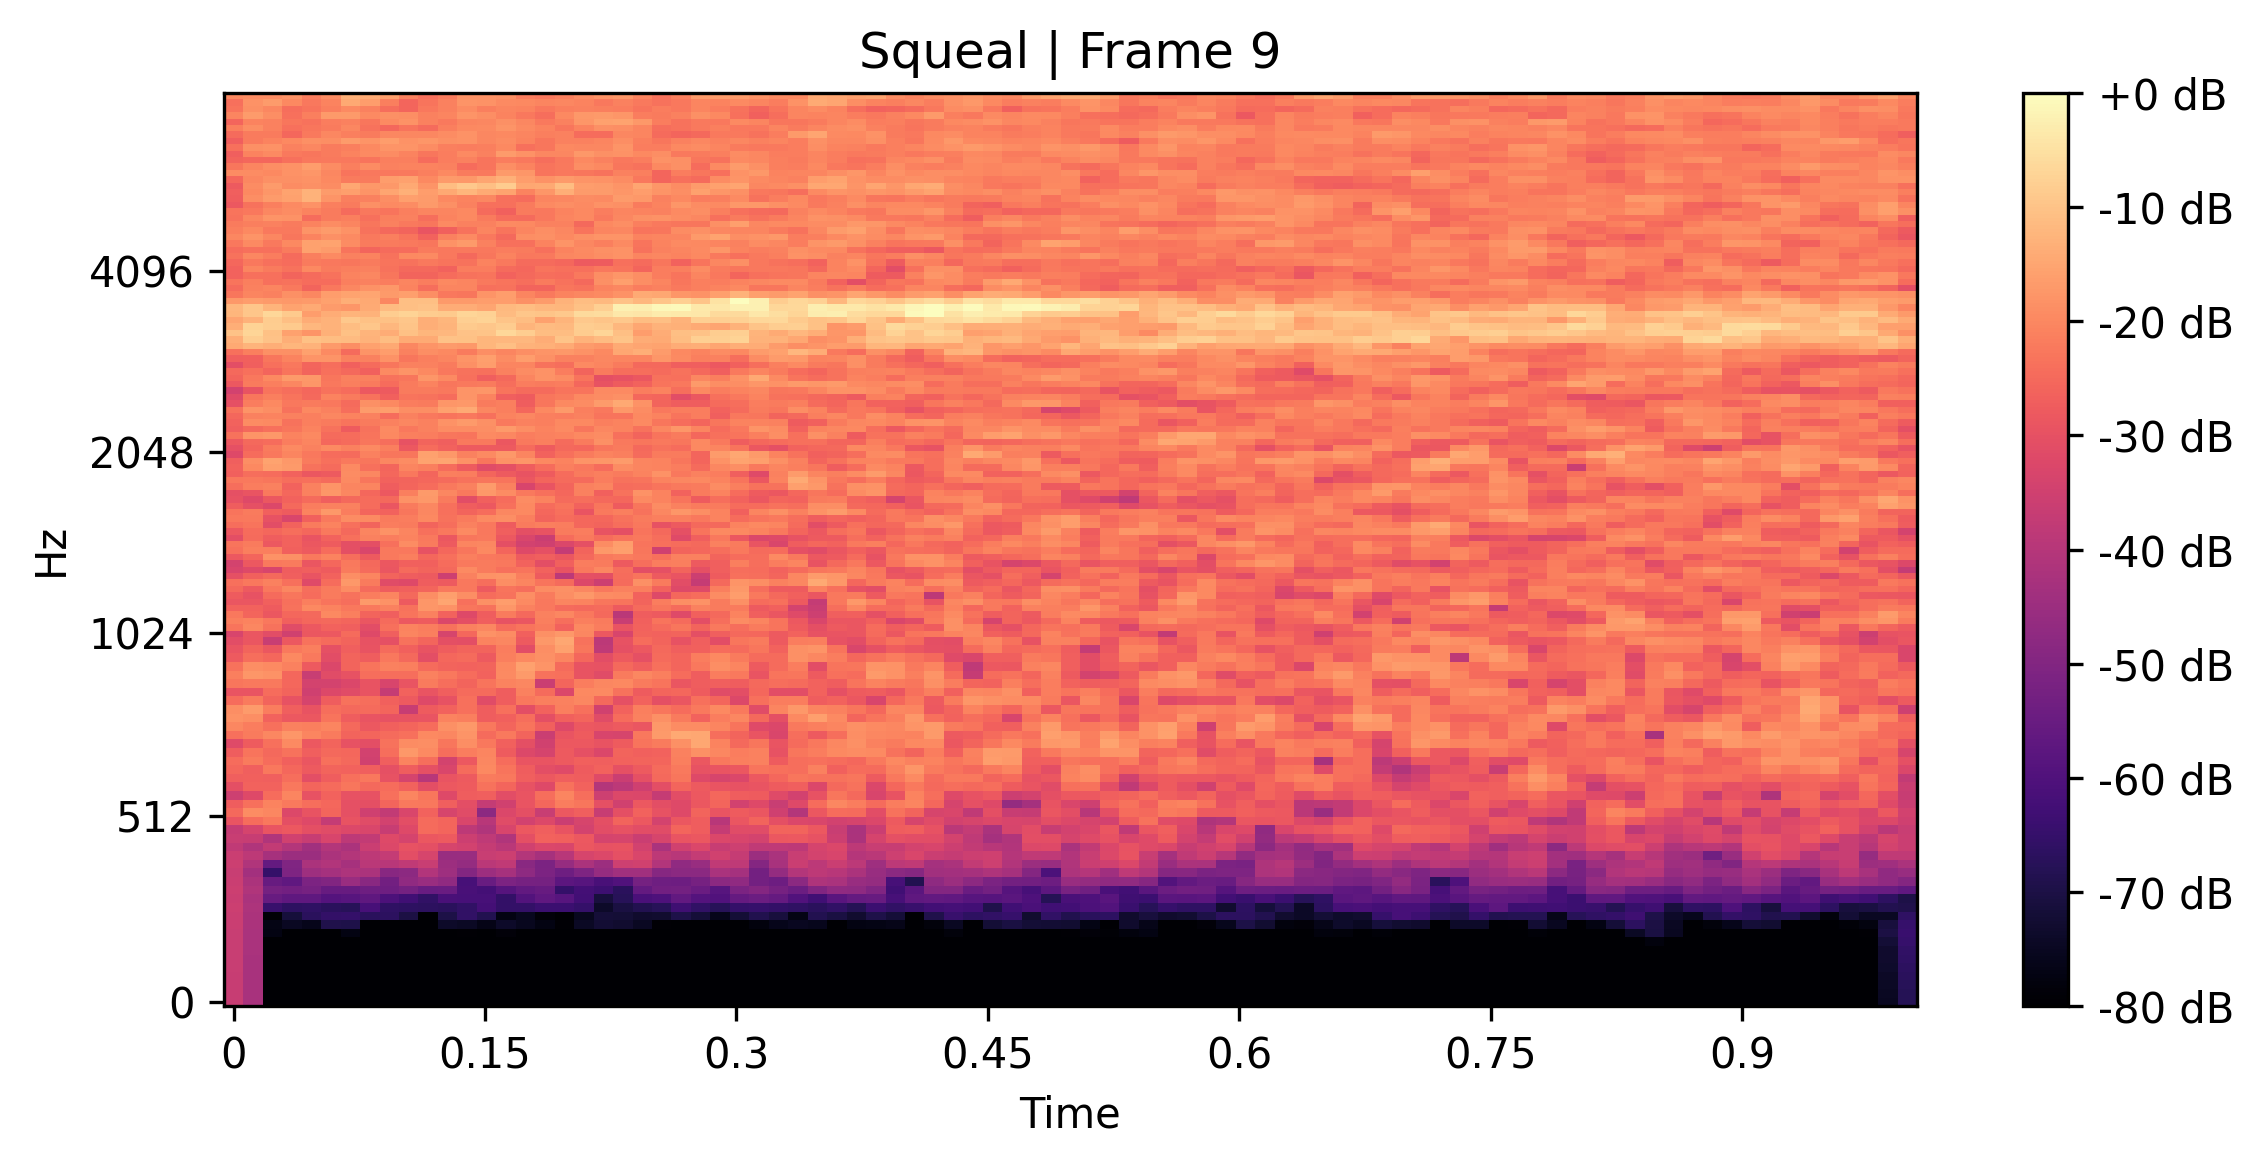 Squeal | Frame 9
Hz
4096
2048
1024
512
0
0
0.15
0.3
0.45
0.6
0.75
0.9
Time
+0 dB
-10 dB
-20 dB
-30 dB
-40 dB
-50 dB
-60 dB
-70 dB
-80 dB